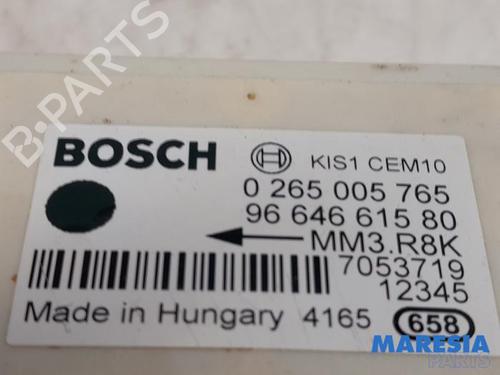 BOSCH KIS1 CEM10
0 265 005 765
96 646 615 80
MM3.R8K
7053719
12345
Made in Hungary 4165 658
B-PARTS
MARESIA
PARTS